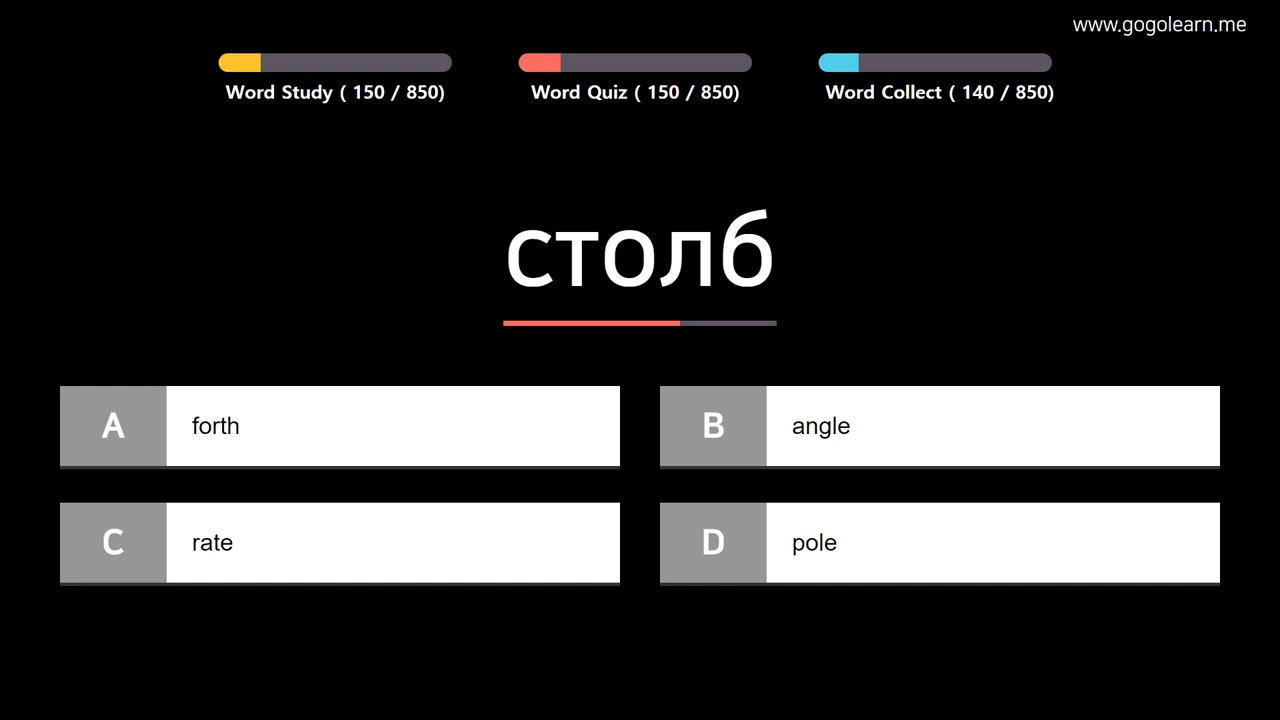 www.gogolearn.me
Word Study ( 150 / 850)
Word Quiz ( 150 / 850)
Word Collect ( 140 / 850)
столб
A forth
B angle
C rate
D pole